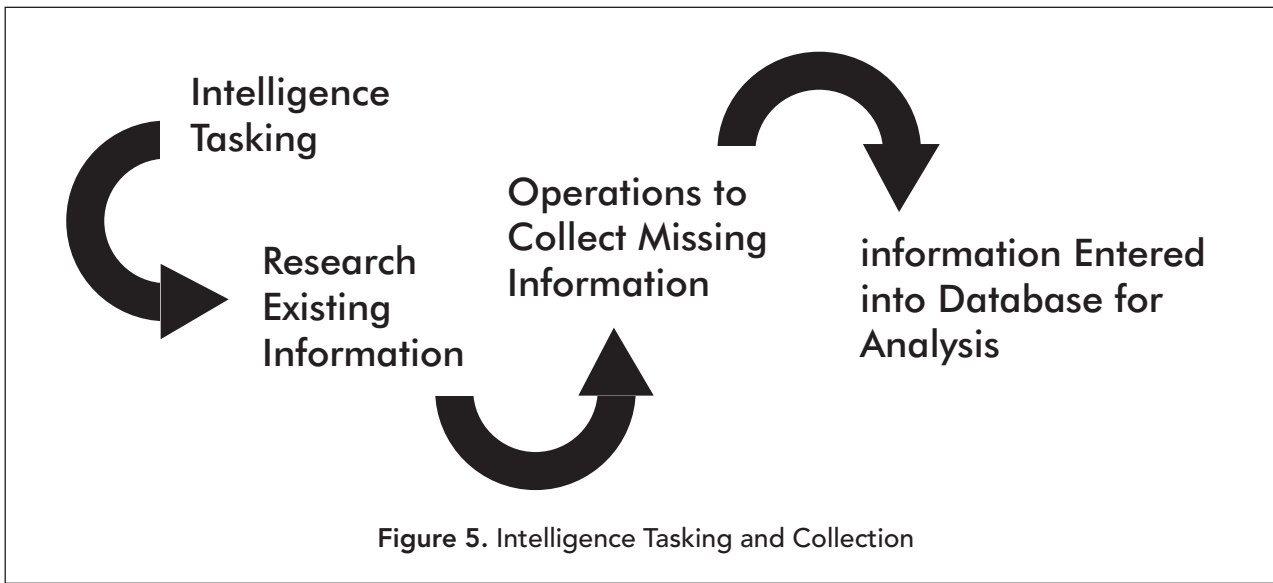 Intelligence
Tasking
Research
Existing
Information
Operations to
Collect Missing
Information
information Entered
into Database for
Analysis
Figure 5. Intelligence Tasking and Collection